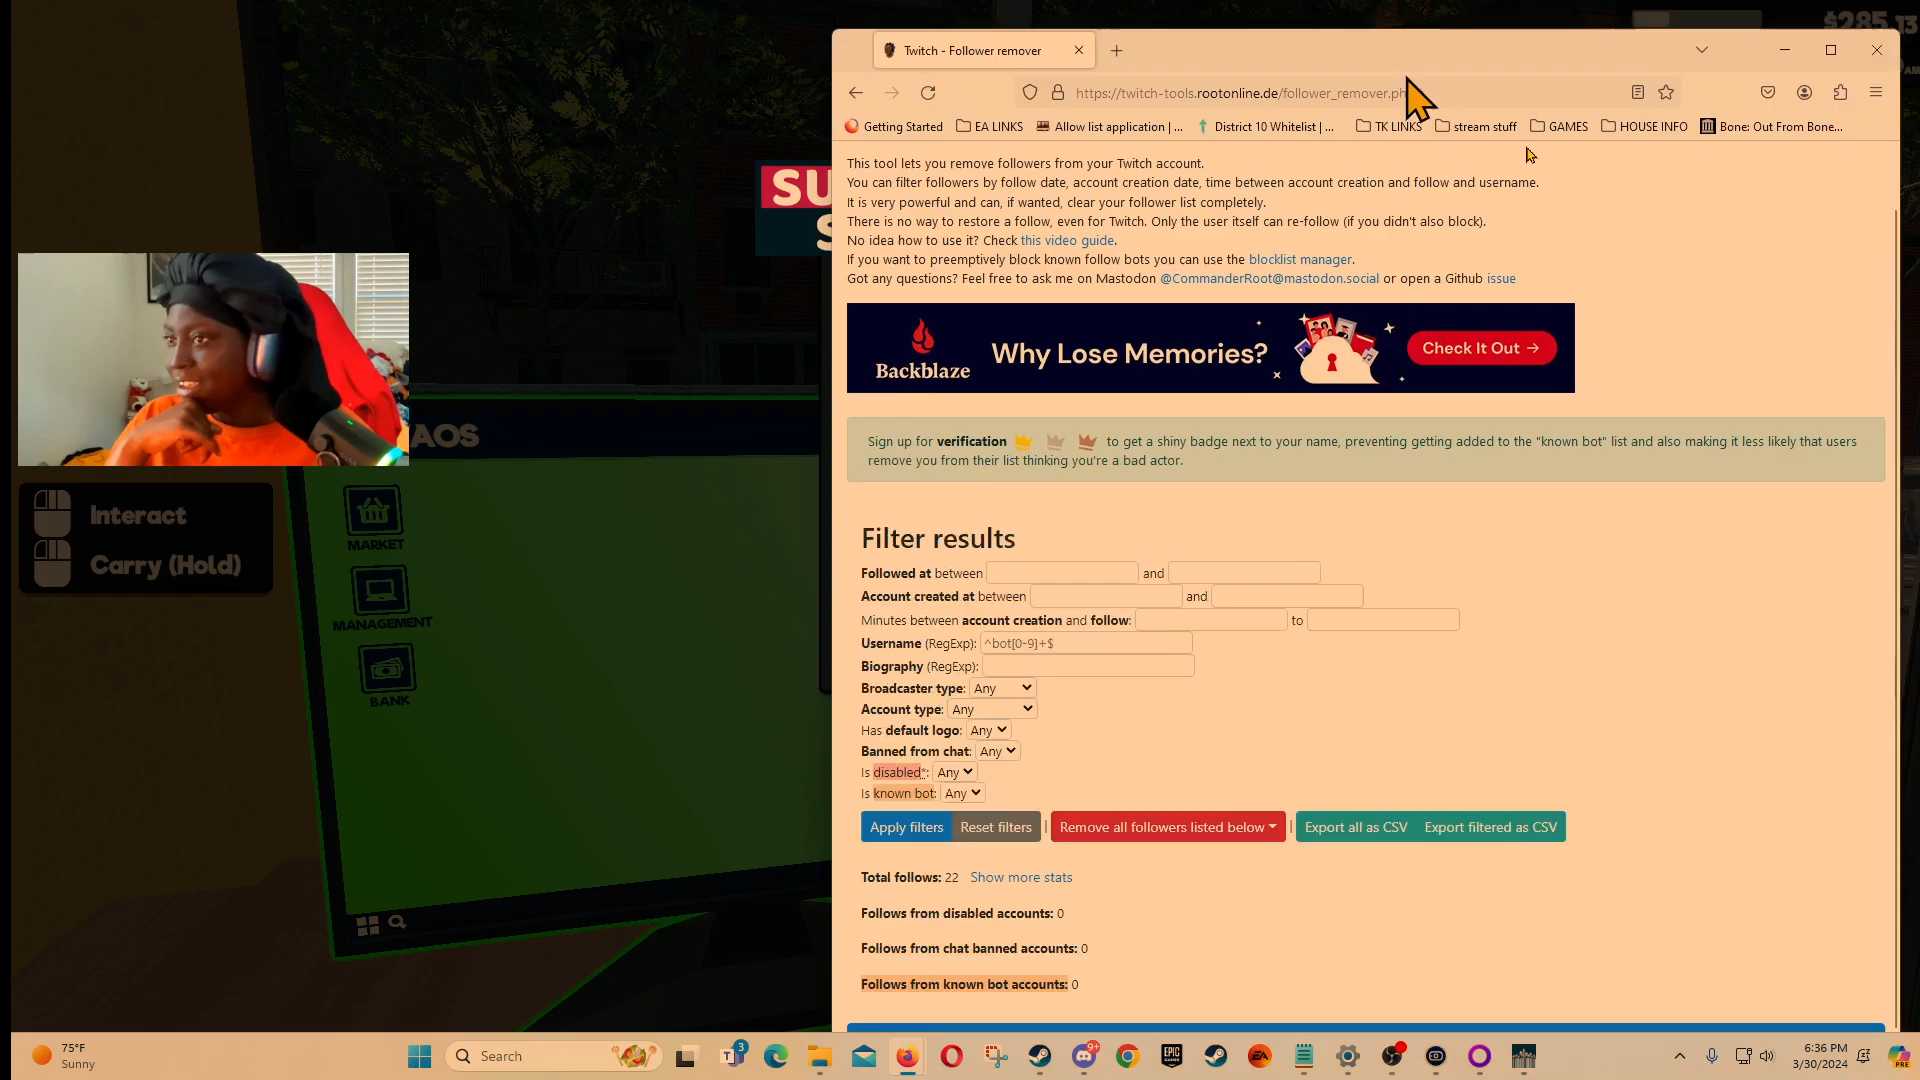 $285.13
Twitch - Follower remover
https://twitch-tools.rootonline.de/follower_remover.ph
Getting Started EA LINKS Allow list application | ... District 10 Whitelist | ... TK LINKS stream stuff GAMES HOUSE INFO Bone: Out From Bone...
This tool lets you remove followers from your Twitch account.
You can filter followers by follow date, account creation date, time between account creation and follow and username.
It is very powerful and can, if wanted, clear your follower list completely.
There is no way to restore a follow, even for Twitch. Only the user itself can re-follow (if you didn't also block).
No idea how to use it? Check this video guide.
If you want to preemptively block known follow bots you can use the blocklist manager.
Got any questions? Feel free to ask me on Mastodon @CommanderRoot@mastodon.social or open a Github issue
SU
S
Backblaze
Why Lose Memories?
Check It Out →
AOS
Sign up for verification to get a shiny badge next to your name, preventing getting added to the "known bot" list and also making it less likely that users
remove you from their list thinking you're a bad actor.
Interact
Carry (Hold)
MARKET
MANAGEMENT
BANK
Filter results
Followed at between and
Account created at between and
Minutes between account creation and follow: to
Username (RegExp): ^bot[0-9]+$
Biography (RegExp):
Broadcaster type: Any
Account type: Any
Has default logo: Any
Banned from chat: Any
Is disabled*: Any
Is known bot: Any
Apply filters Reset filters | Remove all followers listed below | Export all as CSV Export filtered as CSV
Total follows: 22 Show more stats
Follows from disabled accounts: 0
Follows from chat banned accounts: 0
Follows from known bot accounts: 0
75°F
Sunny
Search
3
9+
EPIC
EA
6:36 PM
3/30/2024
PRE